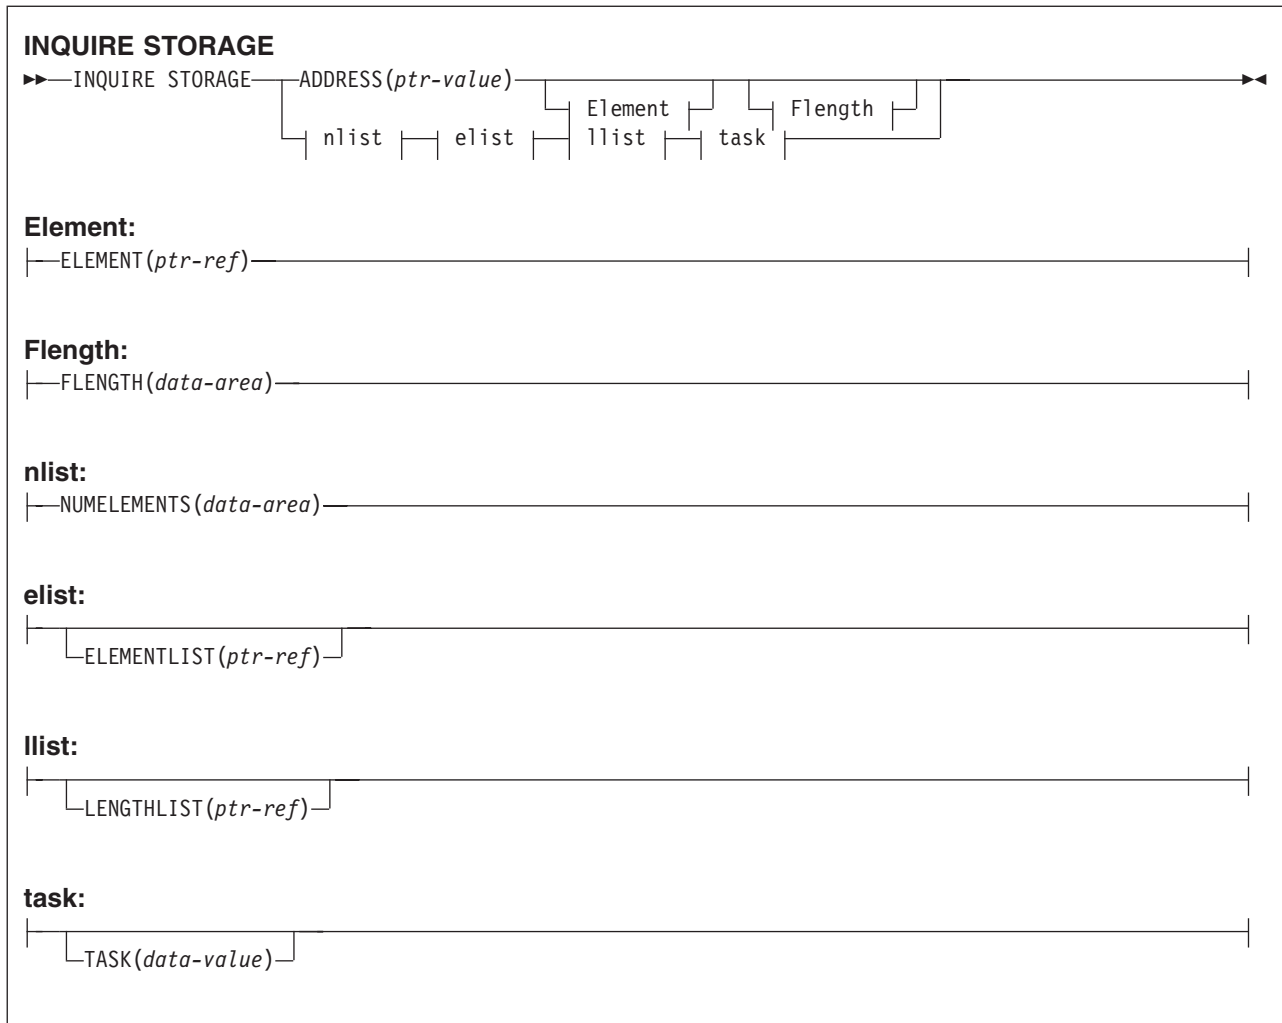 INQUIRE STORAGE
INQUIRE STORAGE ADDRESS(ptr-value)
Element Flength
nlist elist llist task
Element:
ELEMENT(ptr-ref)
Flength:
FLENGTH(data-area)
nlist:
NUMELEMENTS(data-area)
elist:
ELEMENTLIST(ptr-ref)
llist:
LENGTHLIST(ptr-ref)
task:
TASK(data-value)